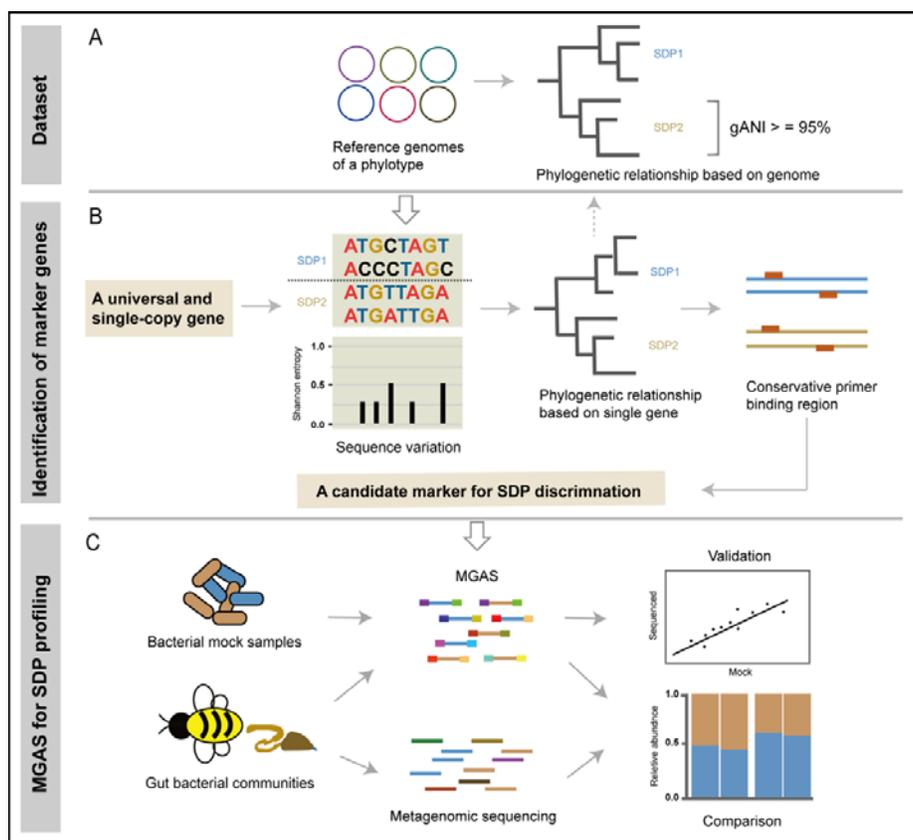 A
Dataset
Reference genomes
of a phylotype
SDP1
SDP2
gANI > = 95%
Phylogenetic relationship based on genome
B
Identification of marker genes
A universal and
single-copy gene
SDP1
SDP2
ATGCTAGT
ACCCTAGC
ATGTTAGA
ATGATTGA
Shannon entropy
1.0
0.5
0.0
Sequence variation
SDP1
SDP2
Phylogenetic relationship
based on single gene
Conservative primer
binding region
A candidate marker for SDP discrimnation
C
MGAS for SDP profiling
Bacterial mock samples
Gut bacterial communities
MGAS
Metagenomic sequencing
Validation
Sequenced
Mock
Reletive abundnce
1.0
0.5
0.0
Comparison